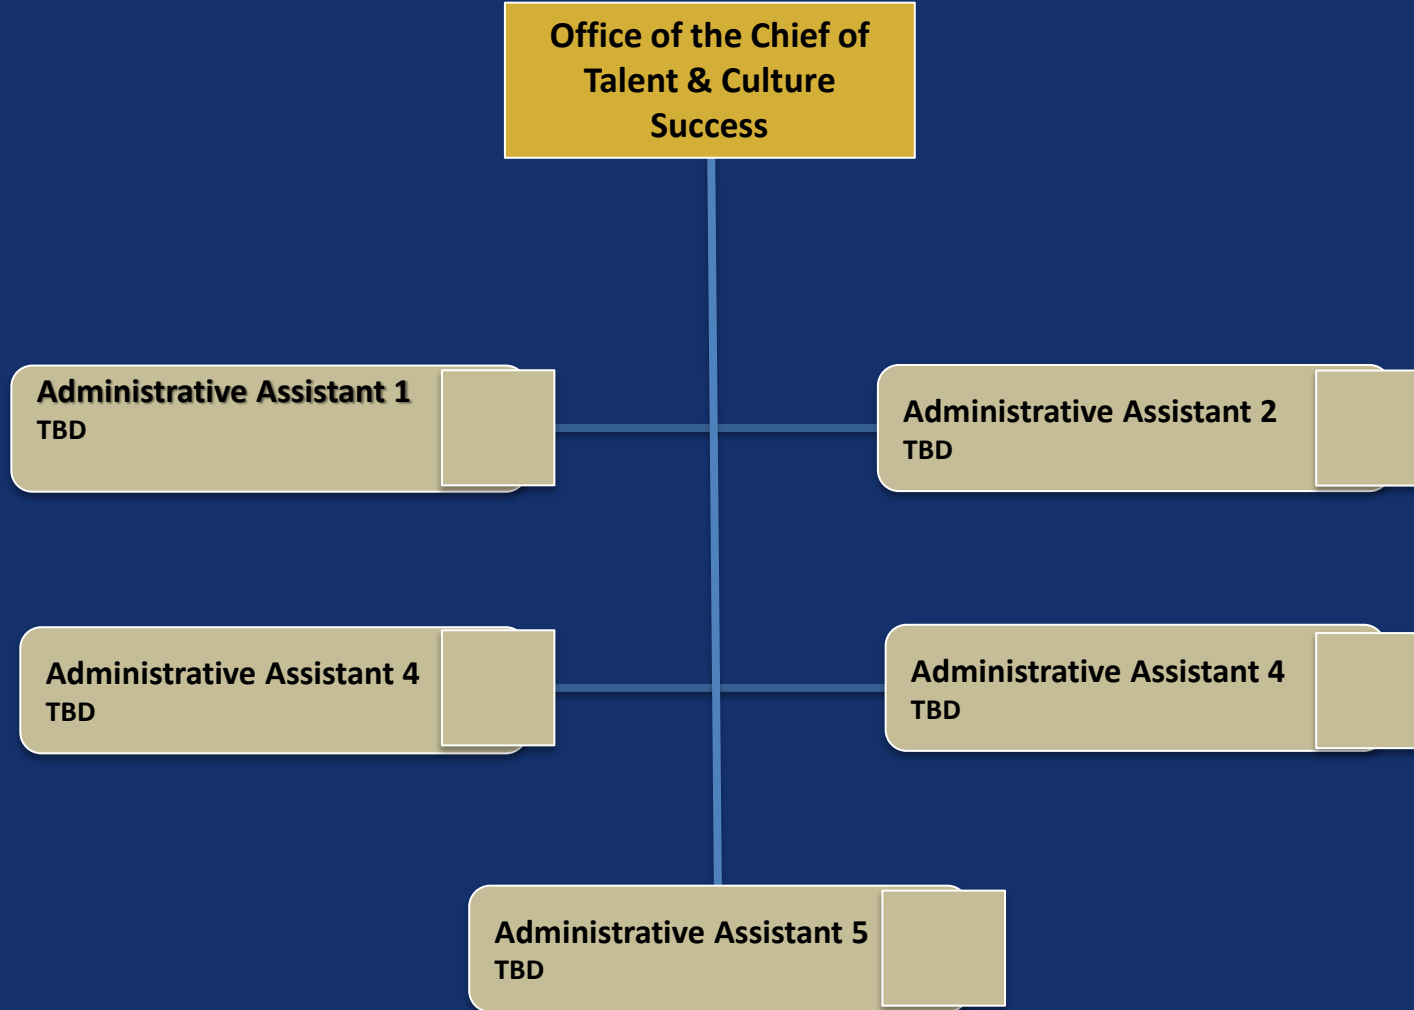 Office of the Chief of
Talent & Culture
Success
Administrative Assistant 1
TBD
Administrative Assistant 2
TBD
Administrative Assistant 4
TBD
Administrative Assistant 4
TBD
Administrative Assistant 5
TBD